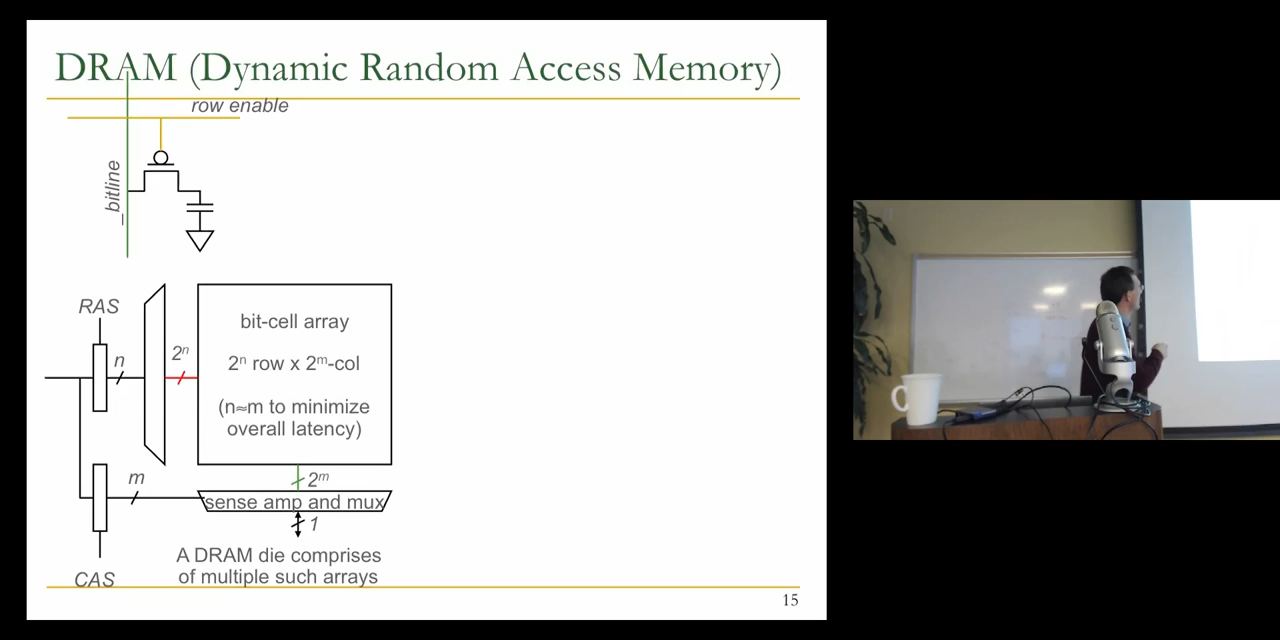 DRAM (Dynamic Random Access Memory)
row enable
_bitline
RAS
n
2ⁿ
bit-cell array
2ⁿ row x 2ᵐ-col
(n≈m to minimize
overall latency)
m
2ᵐ
sense amp and mux
1
A DRAM die comprises
of multiple such arrays
CAS
15